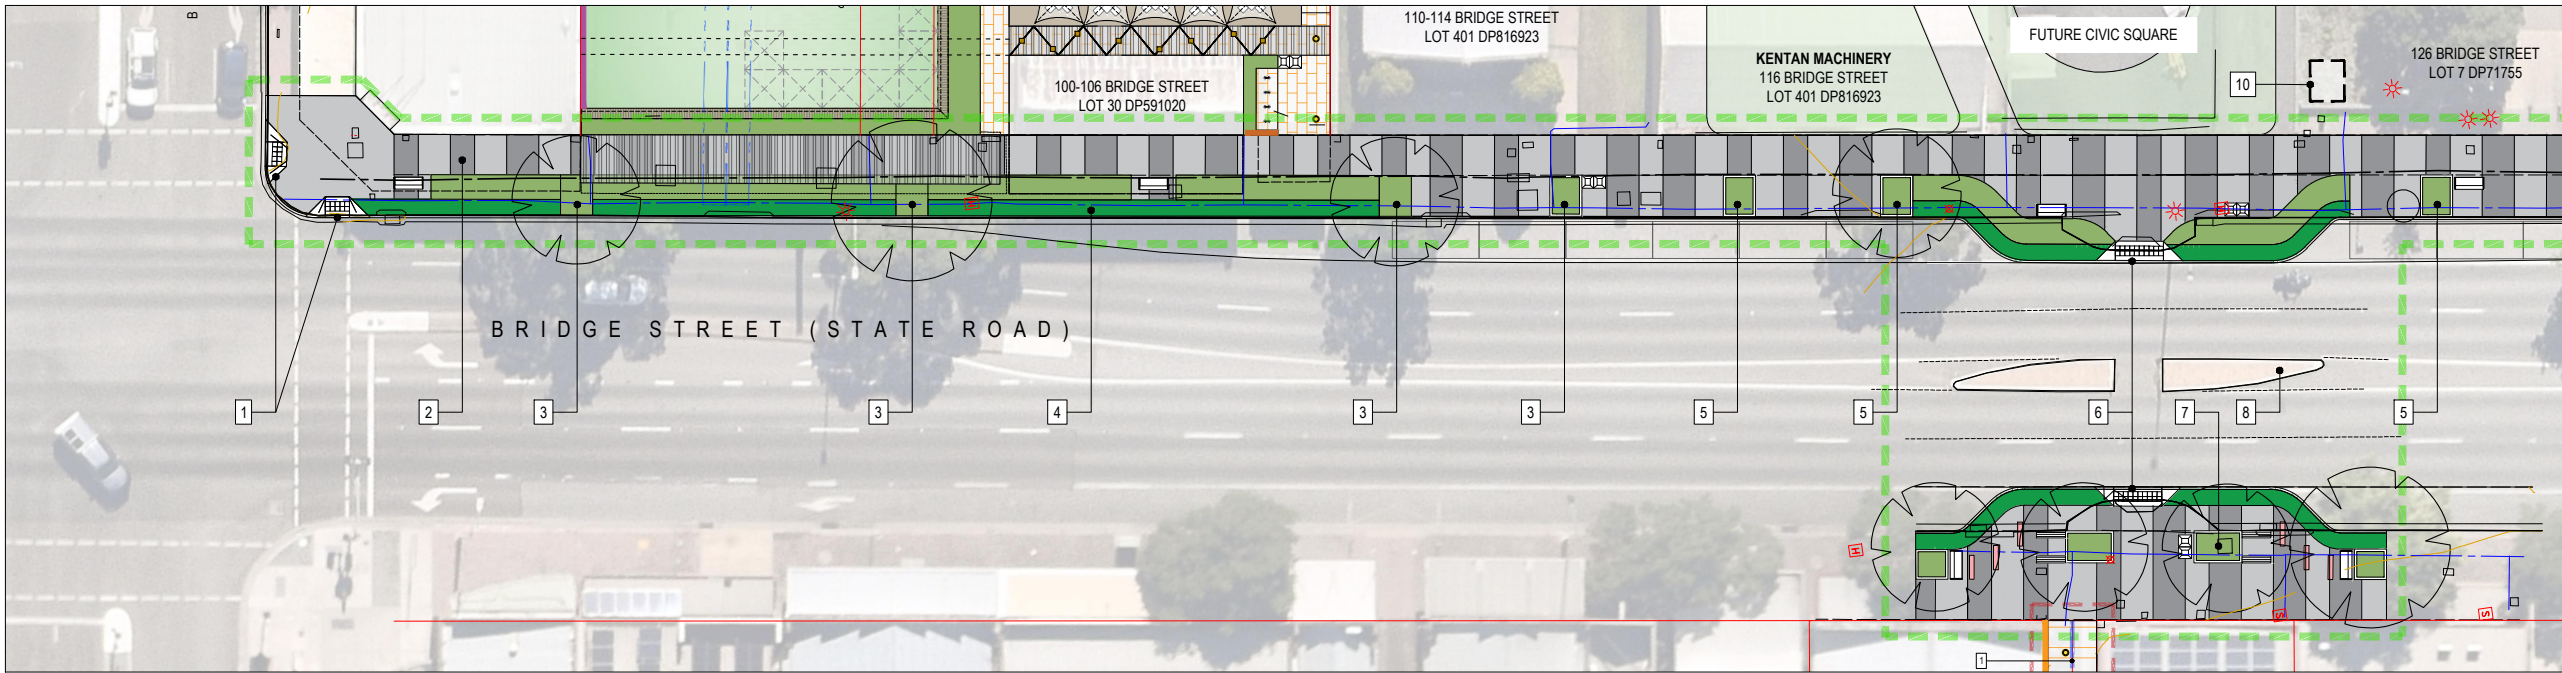 B
110-114 BRIDGE STREET
LOT 401 DP816923
100-106 BRIDGE STREET
LOT 30 DP591020
KENTAN MACHINERY
116 BRIDGE STREET
LOT 401 DP816923
FUTURE CIVIC SQUARE
126 BRIDGE STREET
LOT 7 DP71755
10
BRIDGE STREET (STATE ROAD)
1
2
3
3
4
3
3
5
5
6
7
8
5
H
S
S
1